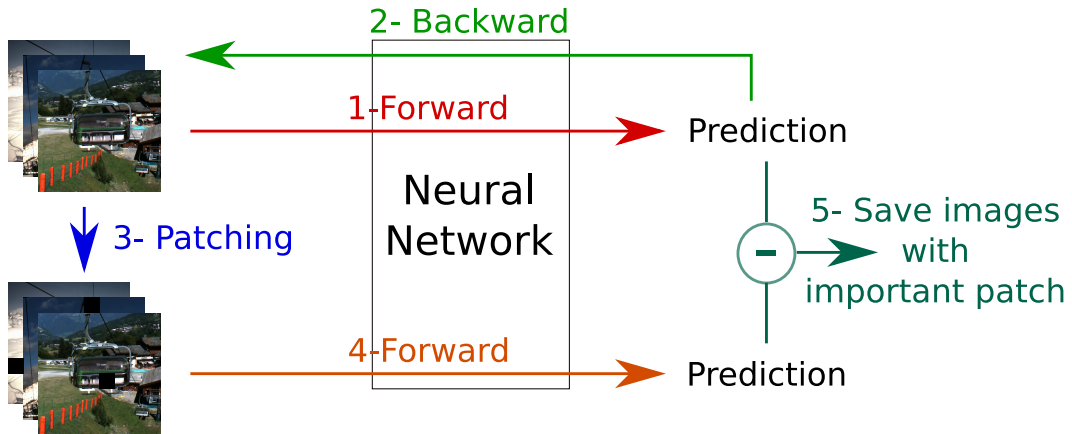 2- Backward
1-Forward
Prediction
Neural
Network
3- Patching
5- Save images
with
important patch
-
4-Forward
Prediction